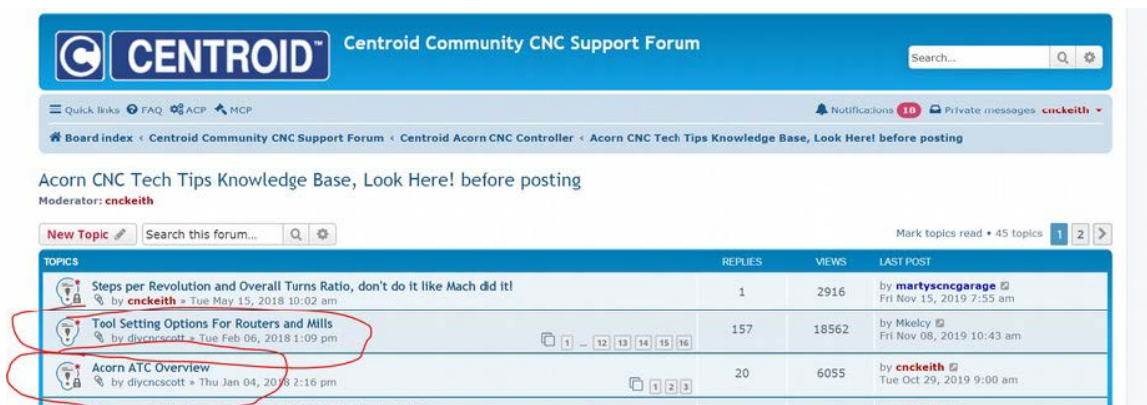 C CENTROID™ Centroid Community CNC Support Forum
Search...
Quick links FAQ ACP MCP Notifications 18 Private messages cnckeith
Board index ‹ Centroid Community CNC Support Forum ‹ Centroid Acorn CNC Controller ‹ Acorn CNC Tech Tips Knowledge Base, Look Here! before posting
Acorn CNC Tech Tips Knowledge Base, Look Here! before posting
Moderator: cnckeith
New Topic Search this forum... Mark topics read • 45 topics 1 2
TOPICS REPLIES VIEWS LAST POST
Steps per Revolution and Overall Turns Ratio, don't do it like Mach did it! 1 2916 by martyscncgarage
by cnckeith » Tue May 15, 2018 10:02 am Fri Nov 15, 2019 7:55 am
Tool Setting Options For Routers and Mills 157 18562 by Mkelcy
by diycncscott » Tue Feb 06, 2018 1:09 pm 1 … 12 13 14 15 16 Fri Nov 08, 2019 10:43 am
Acorn ATC Overview 20 6055 by cnckeith
by diycncscott » Thu Jan 04, 2018 2:16 pm 1 2 3 Tue Oct 29, 2019 9:00 am